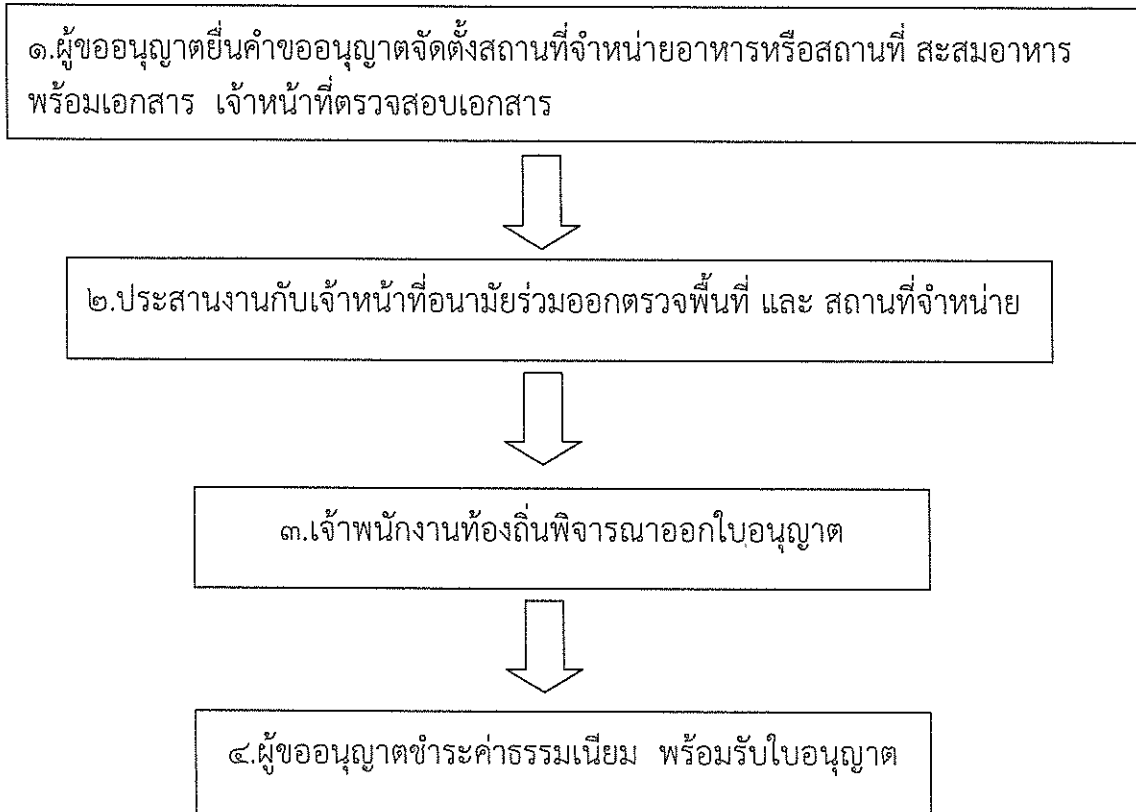 ๑.ผู้ขออนุญาตยื่นคำขออนุญาตจัดตั้งสถานที่จำหน่ายอาหารหรือสถานที่ สะสมอาหาร
พร้อมเอกสาร เจ้าหน้าที่ตรวจสอบเอกสาร
๒.ประสานงานกับเจ้าหน้าที่อนามัยร่วมออกตรวจพื้นที่ และ สถานที่จำหน่าย
๓.เจ้าพนักงานท้องถิ่นพิจารณาออกใบอนุญาต
๔.ผู้ขออนุญาตชำระค่าธรรมเนียม พร้อมรับใบอนุญาต